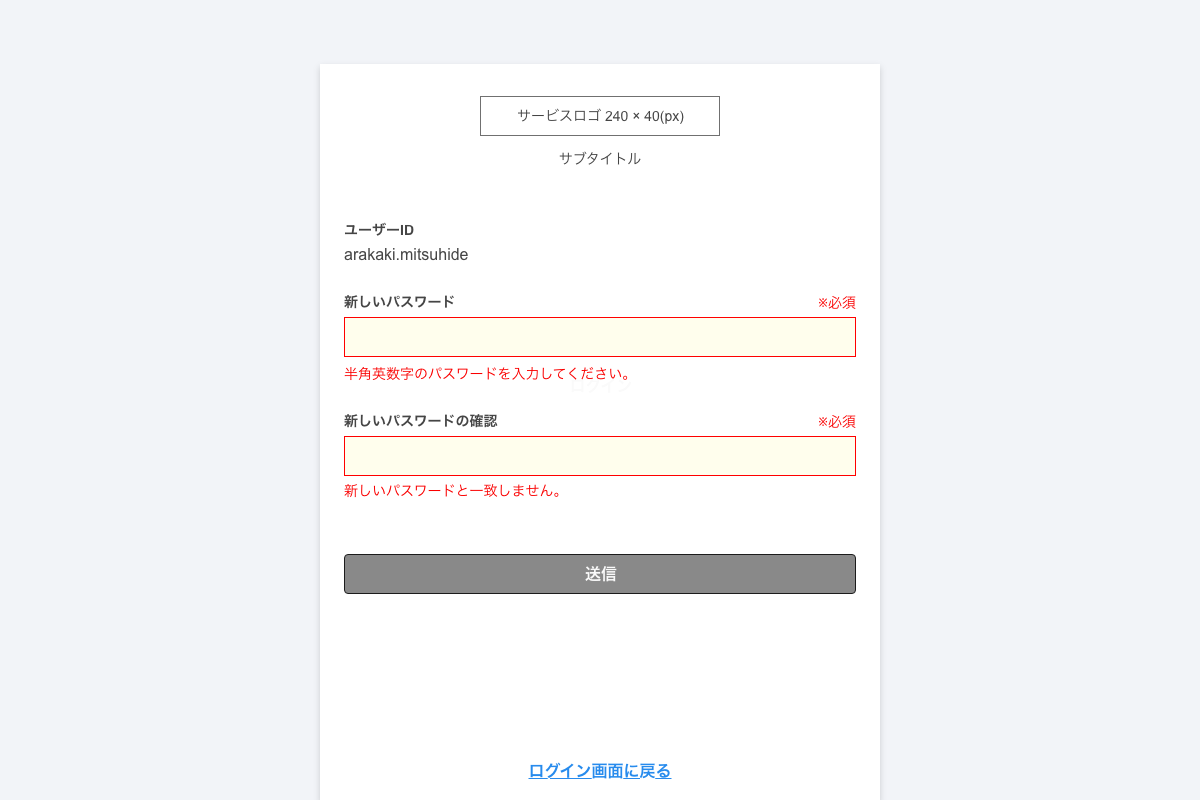 サービスロゴ 240 × 40(px)
サブタイトル
ユーザーID
arakaki.mitsuhide
新しいパスワード ※必須
半角英数字のパスワードを入力してください。
新しいパスワードの確認 ※必須
新しいパスワードと一致しません。
送信
ログイン画面に戻る